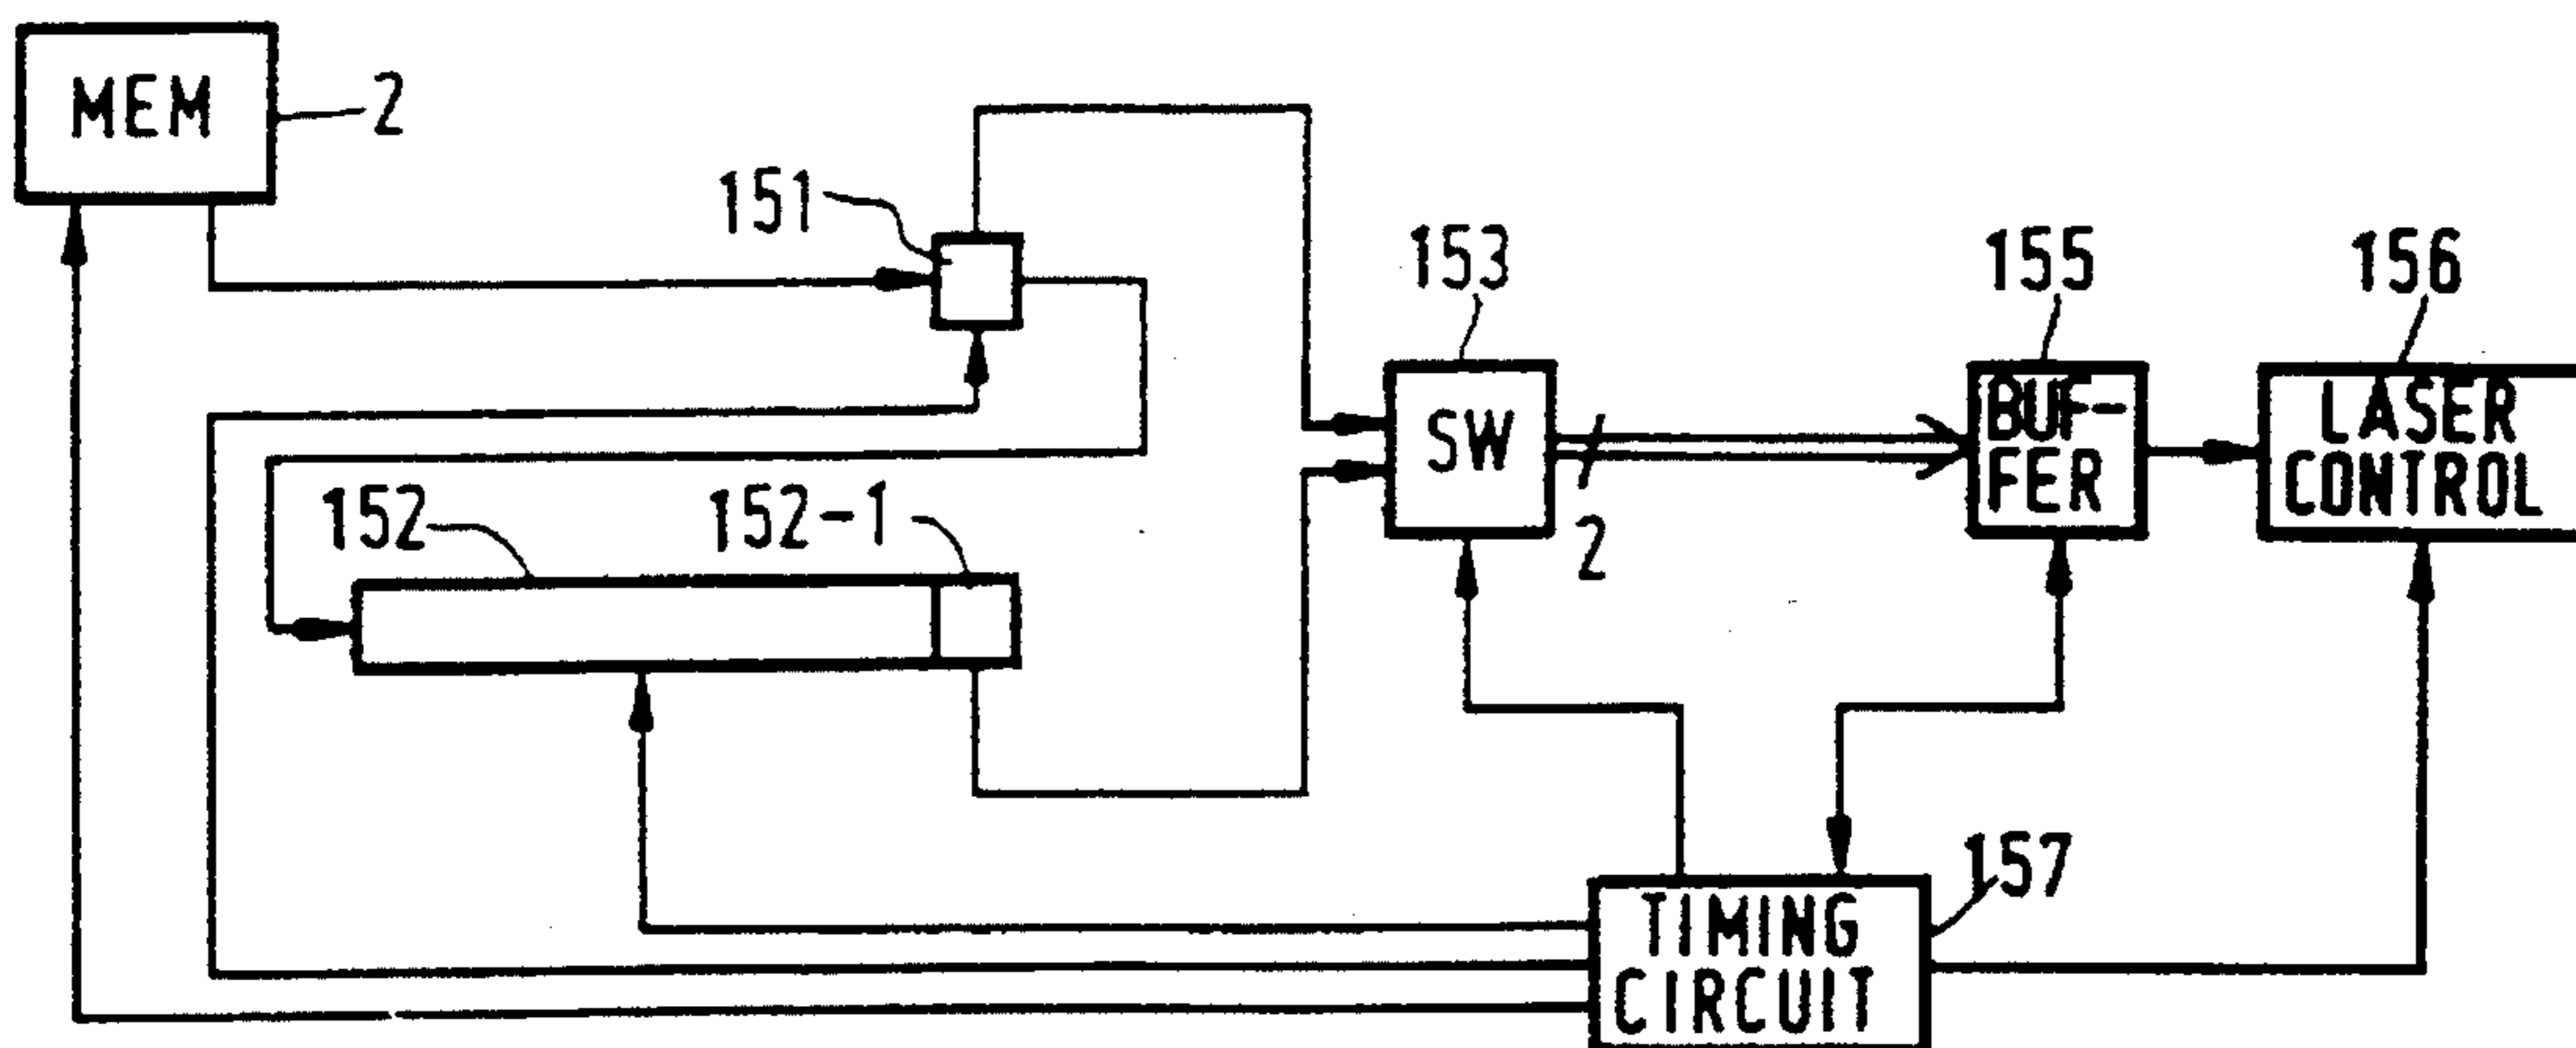 MEM
2
151
153
155
156
SW
BUF-
FER
LASER
CONTROL
152
152-1
2
157
TIMING
CIRCUIT